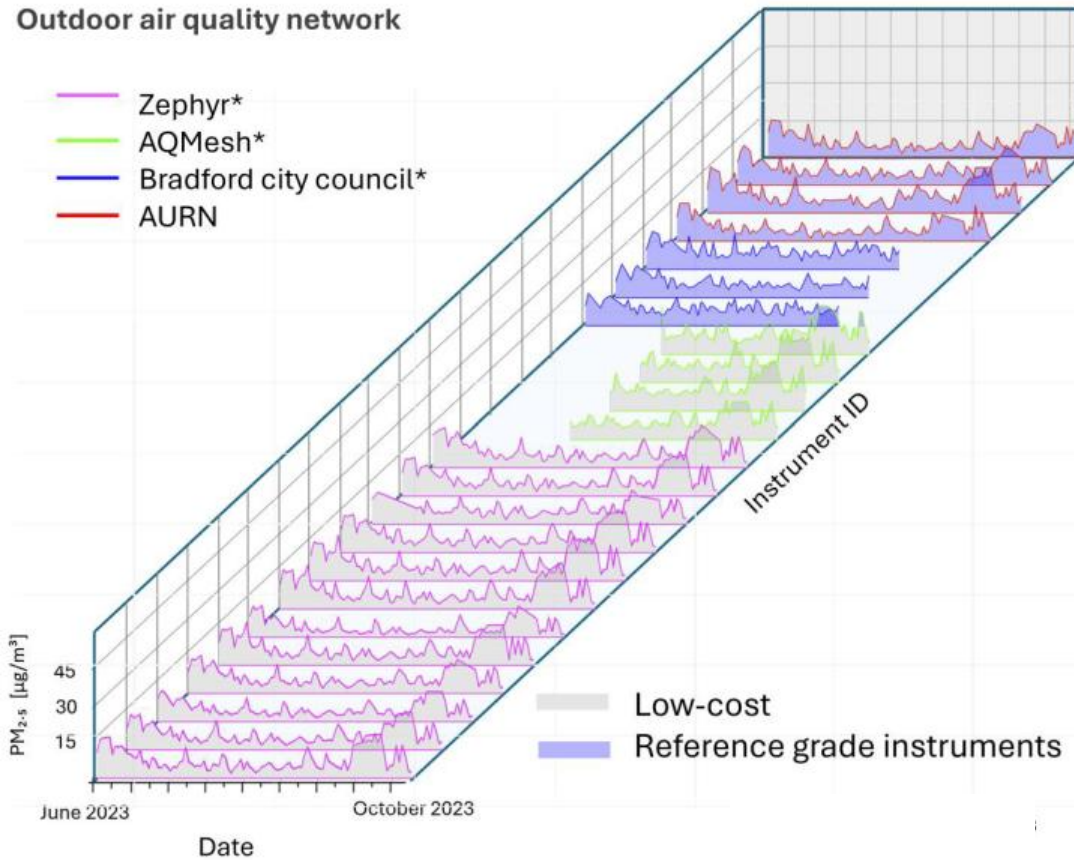 Outdoor air quality network
Zephyr*
AQMesh*
Bradford city council*
AURN
Instrument ID
PM₂.₅ [µg/m³]
45
30
15
June 2023
October 2023
Date
Low-cost
Reference grade instruments